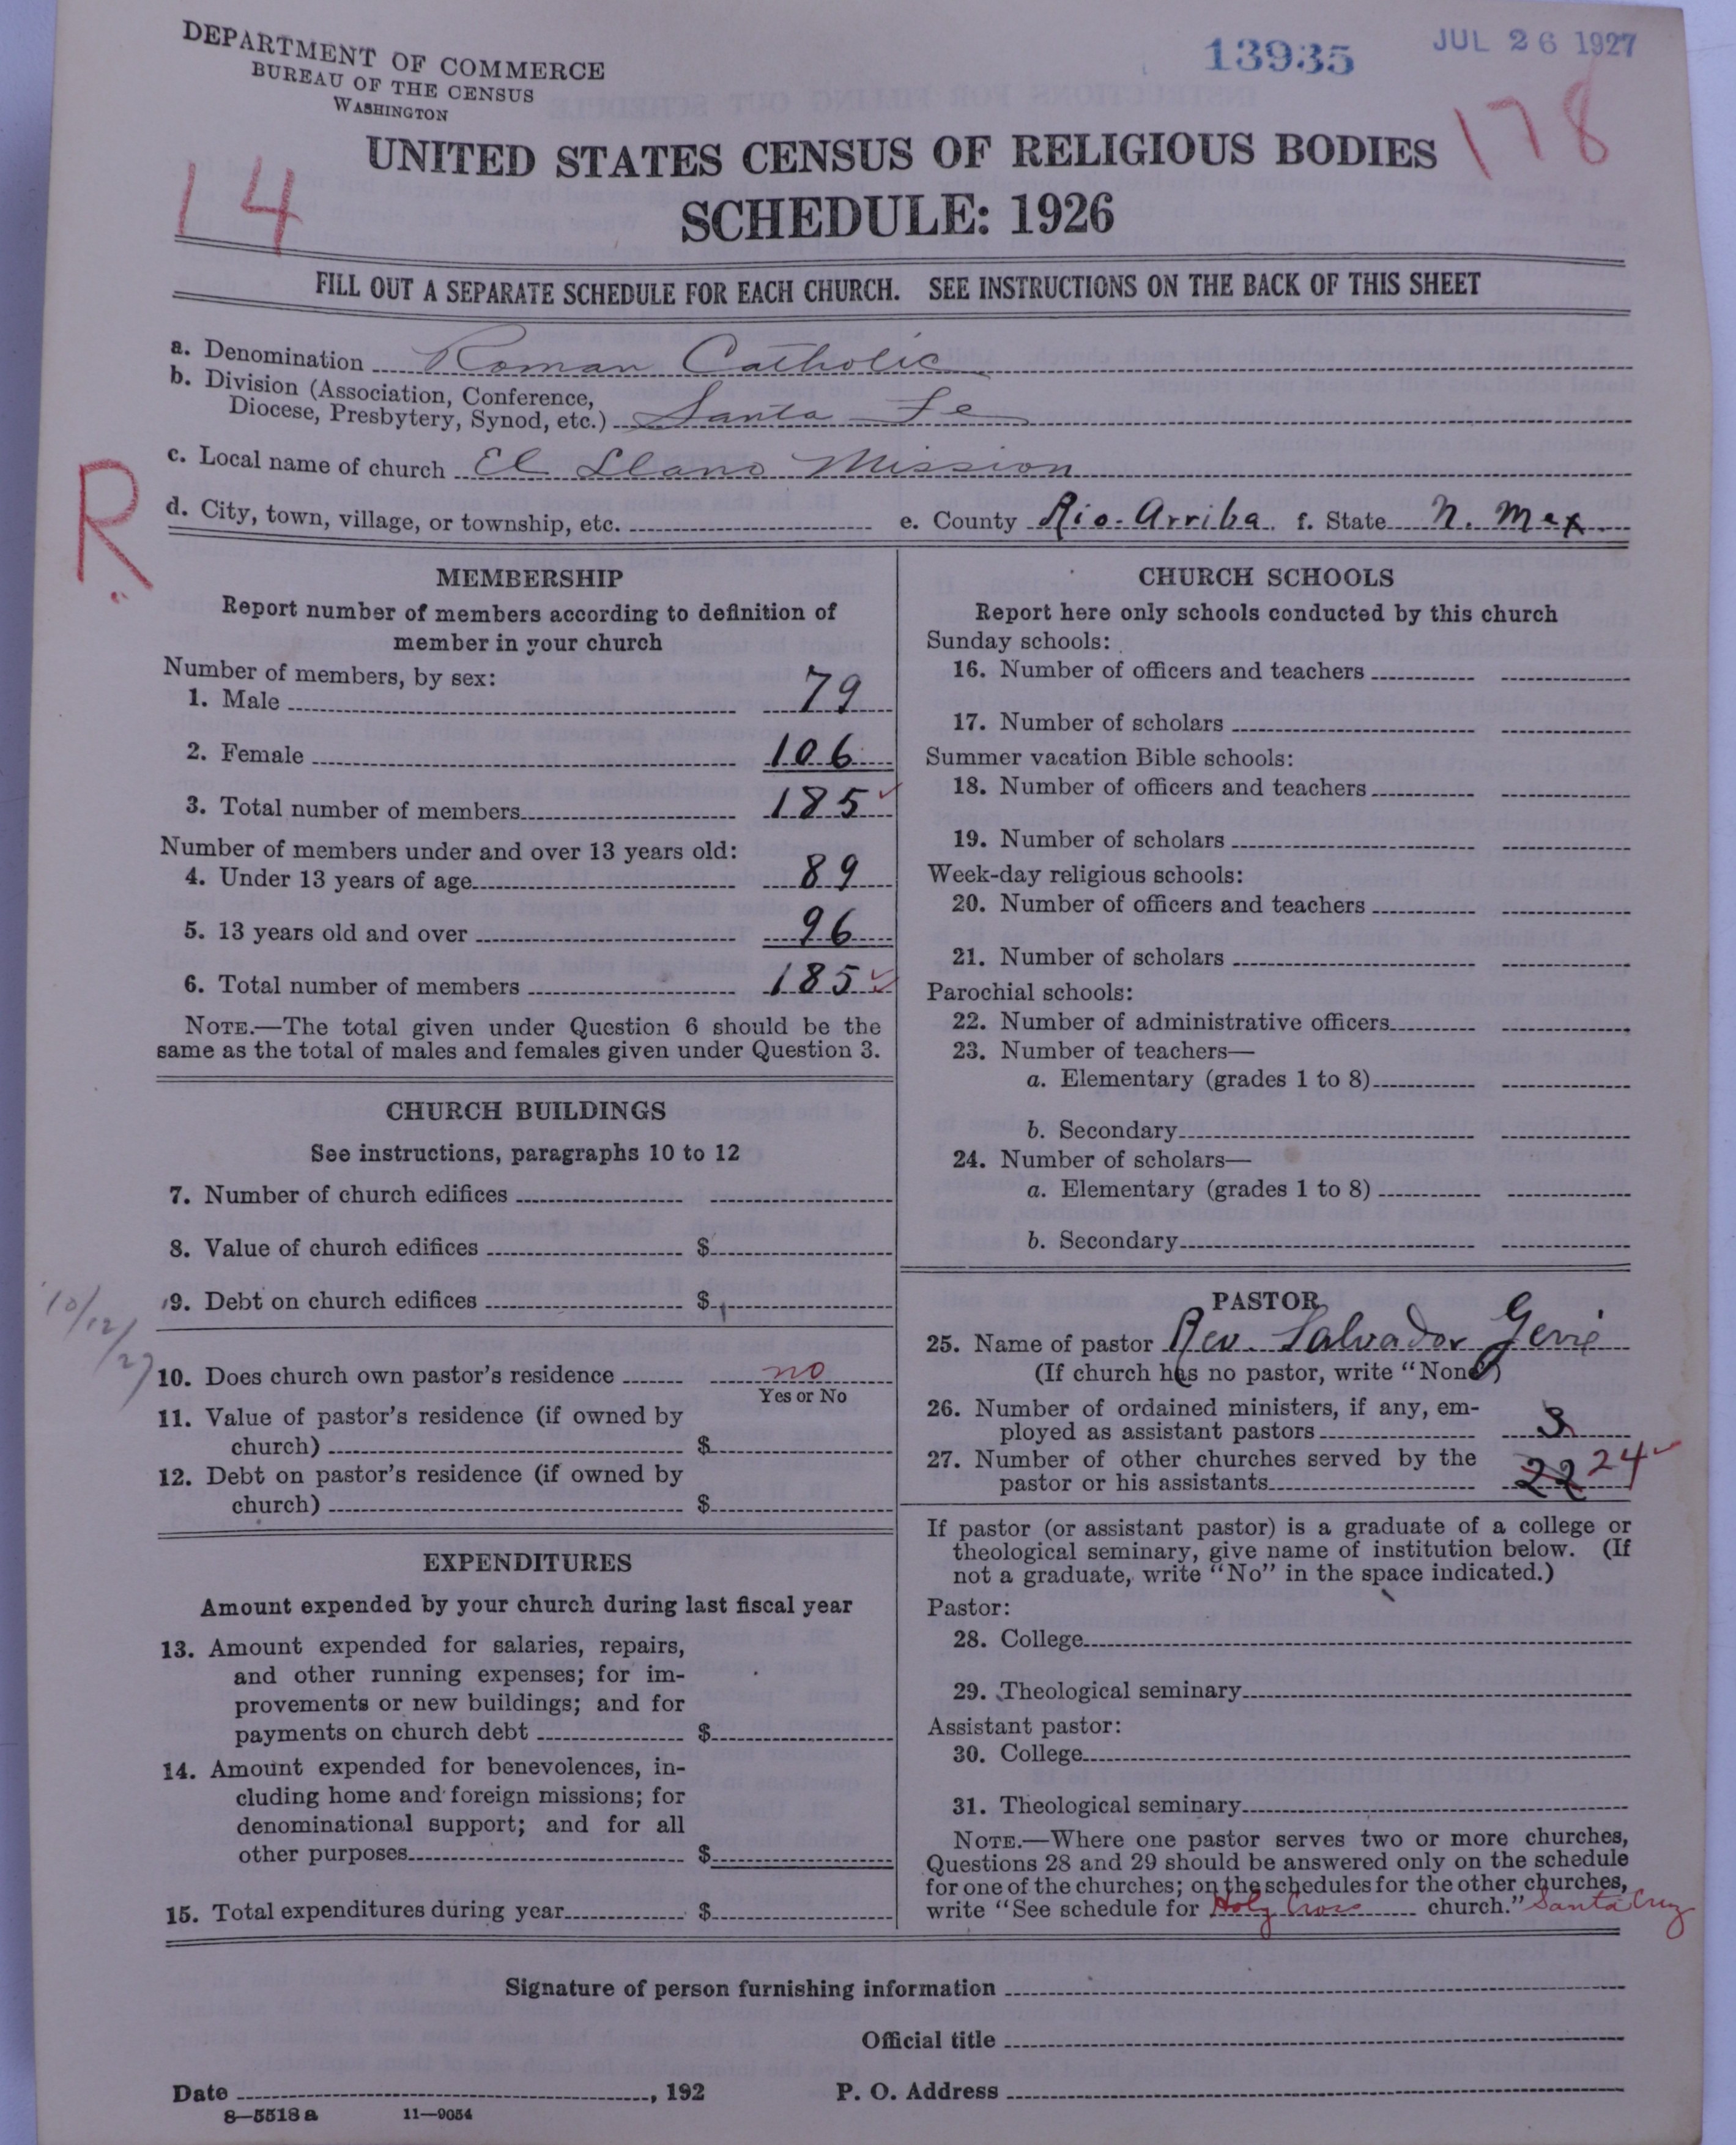 DEPARTMENT OF COMMERCE
BUREAU OF THE CENSUS
WASHINGTON
13935
JUL 26 1927
178
14
UNITED STATES CENSUS OF RELIGIOUS BODIES
SCHEDULE: 1926
FILL OUT A SEPARATE SCHEDULE FOR EACH CHURCH. SEE INSTRUCTIONS ON THE BACK OF THIS SHEET
a. Denomination Roman Catholic
b. Division (Association, Conference,
Diocese, Presbytery, Synod, etc.) Santa Fe
c. Local name of church El Llano Mission
R
d. City, town, village, or township, etc. e. County Rio. Arriba f. State N. Mex.
MEMBERSHIP
Report number of members according to definition of
member in your church
Number of members, by sex:
1. Male 79
2. Female 106
3. Total number of members 185 ✓
Number of members under and over 13 years old:
4. Under 13 years of age 89
5. 13 years old and over 96
6. Total number of members 185 ✓
NOTE.—The total given under Question 6 should be the
same as the total of males and females given under Question 3.
CHURCH BUILDINGS
See instructions, paragraphs 10 to 12
7. Number of church edifices
8. Value of church edifices $
9. Debt on church edifices $
10/12/27
10. Does church own pastor's residence no
Yes or No
11. Value of pastor's residence (if owned by
church) $
12. Debt on pastor's residence (if owned by
church) $
EXPENDITURES
Amount expended by your church during last fiscal year
13. Amount expended for salaries, repairs,
and other running expenses; for im-
provements or new buildings; and for
payments on church debt $
14. Amount expended for benevolences, in-
cluding home and foreign missions; for
denominational support; and for all
other purposes $
15. Total expenditures during year $
CHURCH SCHOOLS
Report here only schools conducted by this church
Sunday schools:
16. Number of officers and teachers
17. Number of scholars
Summer vacation Bible schools:
18. Number of officers and teachers
19. Number of scholars
Week-day religious schools:
20. Number of officers and teachers
21. Number of scholars
Parochial schools:
22. Number of administrative officers
23. Number of teachers—
a. Elementary (grades 1 to 8)
b. Secondary
24. Number of scholars—
a. Elementary (grades 1 to 8)
b. Secondary
PASTOR
25. Name of pastor Rev. Salvador
(If church has no pastor, write "None")
26. Number of ordained ministers, if any, em-
ployed as assistant pastors 3
27. Number of other churches served by the
pastor or his assistants 22 24 ✓
If pastor (or assistant pastor) is a graduate of a college or
theological seminary, give name of institution below. (If
not a graduate, write "No" in the space indicated.)
Pastor:
28. College
29. Theological seminary
Assistant pastor:
30. College
31. Theological seminary
NOTE.—Where one pastor serves two or more churches,
Questions 28 and 29 should be answered only on the schedule
for one of the churches; on the schedules for the other churches,
write "See schedule for Holy Cross church." Santa Cruz
Signature of person furnishing information
Official title
Date , 192
P. O. Address
8—5518a 11—9054